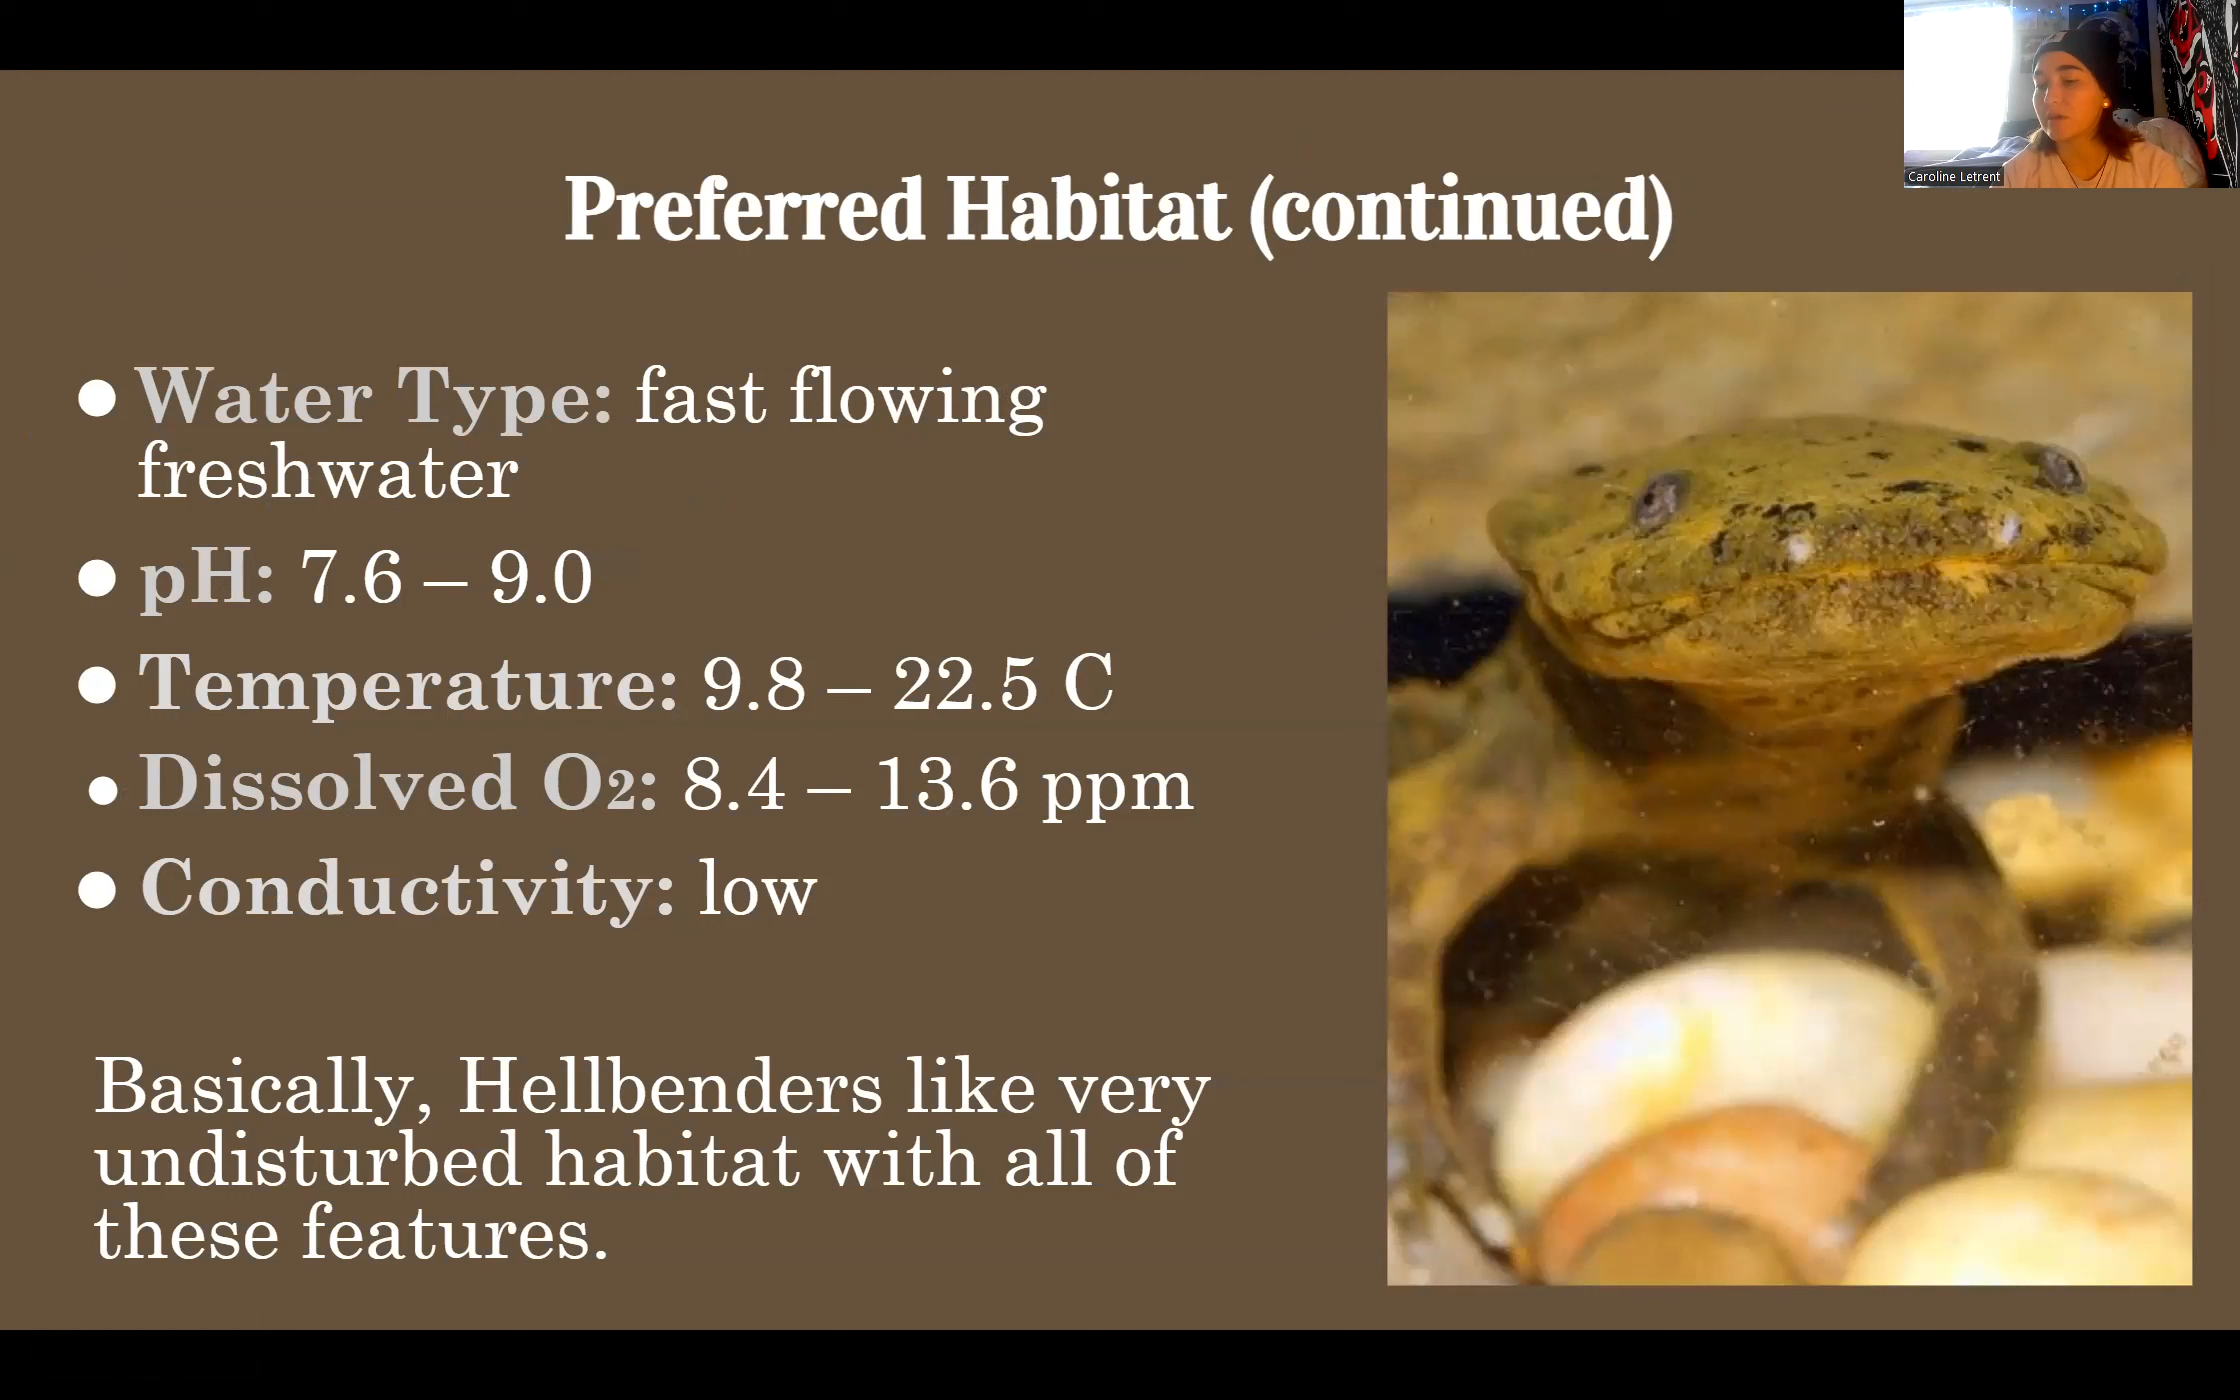 Caroline Letrent
Preferred Habitat (continued)
● Water Type: fast flowing
freshwater
● pH: 7.6 – 9.0
● Temperature: 9.8 – 22.5 C
● Dissolved O2: 8.4 – 13.6 ppm
● Conductivity: low
Basically, Hellbenders like very
undisturbed habitat with all of
these features.